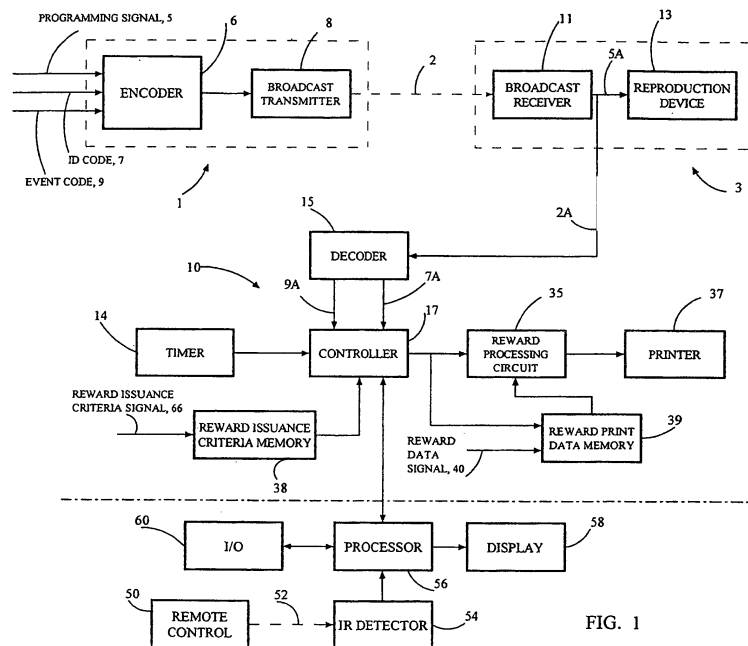 PROGRAMMING SIGNAL, 5
6
8
2
11
5A
13
ENCODER
BROADCAST
TRANSMITTER
BROADCAST
RECEIVER
REPRODUCTION
DEVICE
ID CODE, 7
EVENT CODE, 9
1
3
2A
15
DECODER
10
9A
7A
14
17
35
37
TIMER
CONTROLLER
REWARD
PROCESSING
CIRCUIT
PRINTER
REWARD ISSUANCE
CRITERIA SIGNAL, 66
REWARD ISSUANCE
CRITERIA MEMORY
38
REWARD
DATA
SIGNAL, 40
REWARD PRINT
DATA MEMORY
39
60
I/O
PROCESSOR
56
DISPLAY
58
50
REMOTE
CONTROL
52
IR DETECTOR
54
FIG. 1